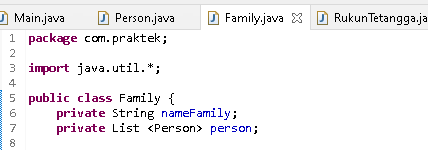 Main.java Person.java Family.java RukunTetangga.ja
1 package com.praktek;
2
3 import java.util.*;
4
5 public class Family {
6 private String nameFamily;
7 private List <Person> person;
8